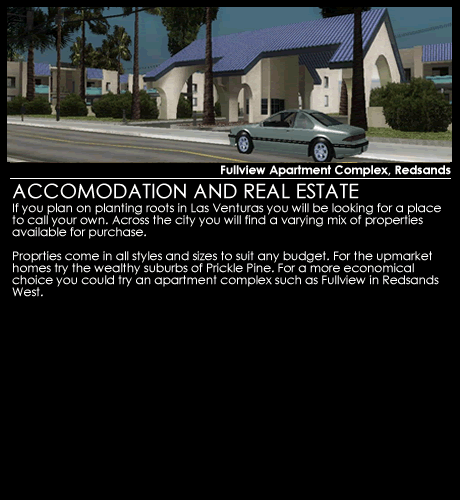 Fullview Apartment Complex, Redsands
ACCOMODATION AND REAL ESTATE
If you plan on planting roots in Las Venturas you will be looking for a place
to call your own. Across the city you will find a varying mix of properties
available for purchase.
Proprties come in all styles and sizes to suit any budget. For the upmarket
homes try the wealthy suburbs of Prickle Pine. For a more economical
choice you could try an apartment complex such as Fullview in Redsands
West.